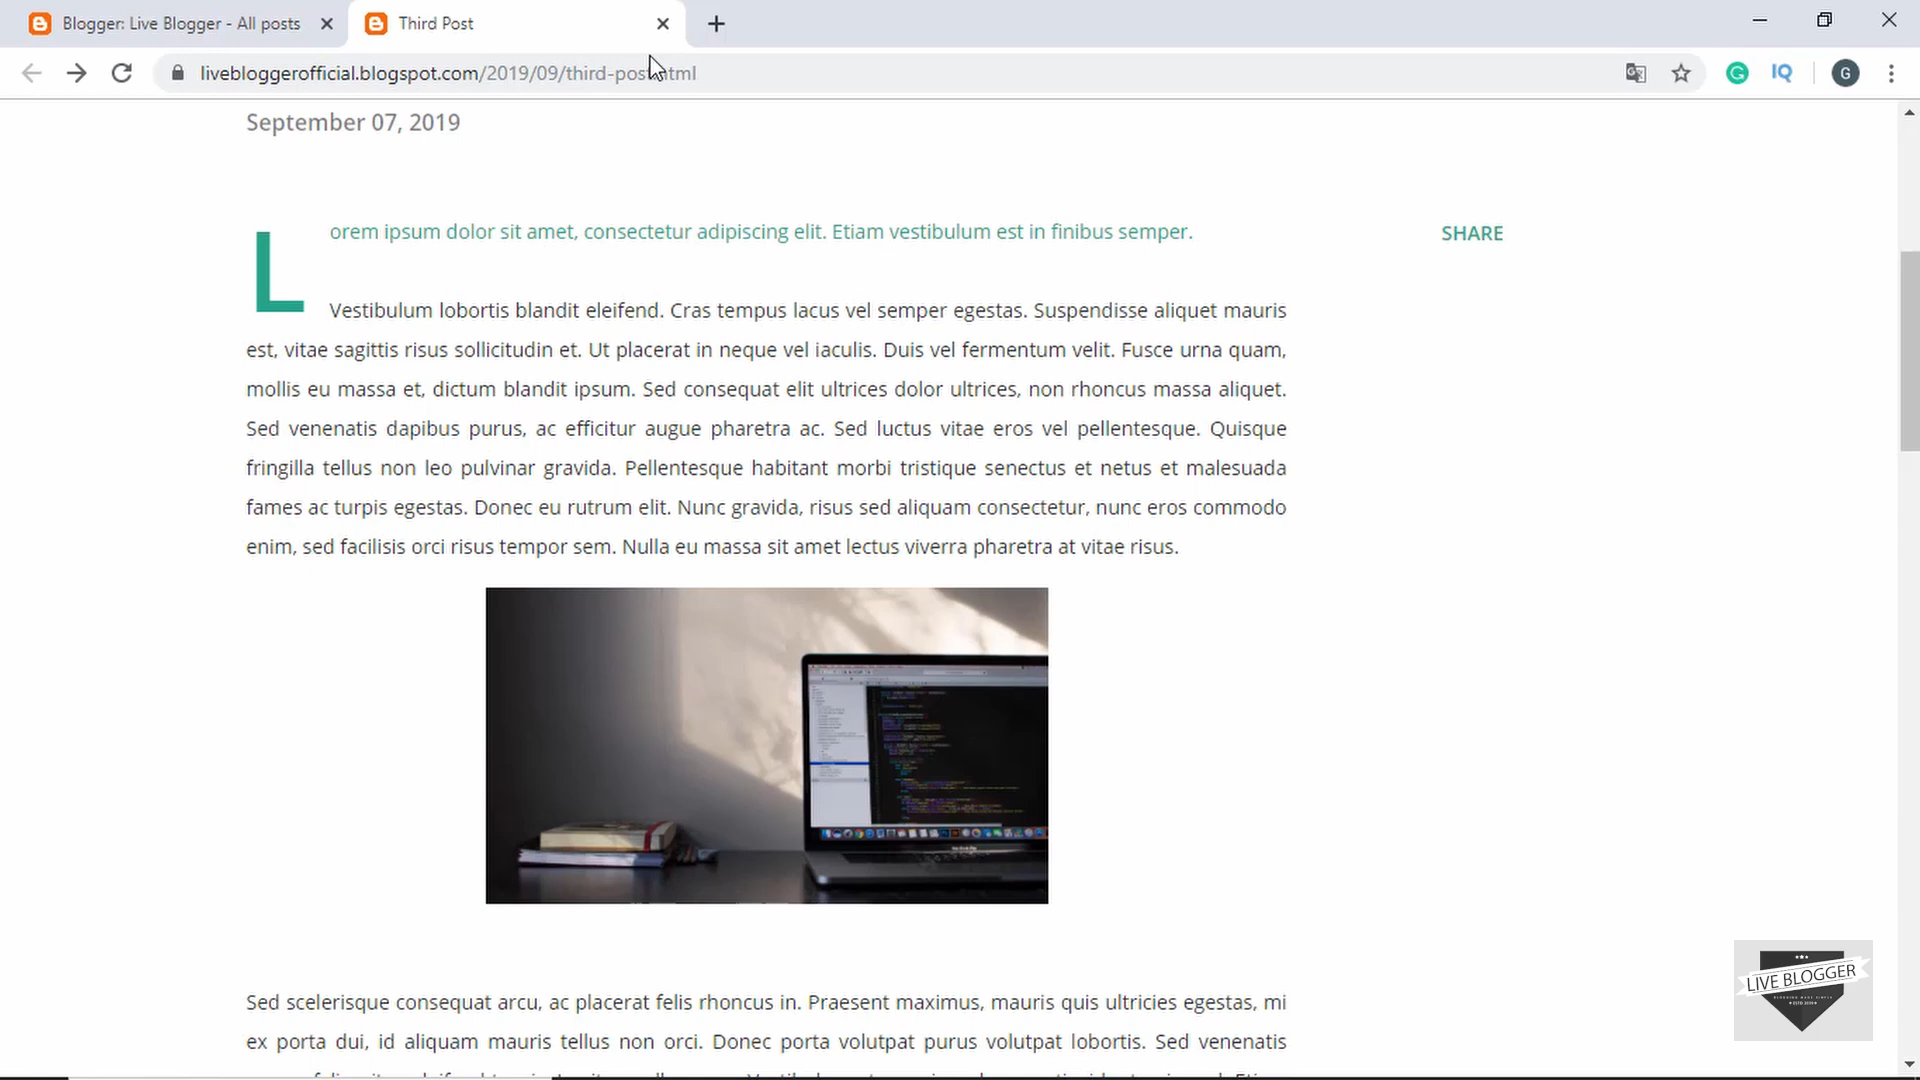 Blogger: Live Blogger - All posts
Third Post
livebloggerofficial.blogspot.com/2019/09/third-post.html
IQ
G
September 07, 2019
Lorem ipsum dolor sit amet, consectetur adipiscing elit. Etiam vestibulum est in finibus semper.
SHARE
Vestibulum lobortis blandit eleifend. Cras tempus lacus vel semper egestas. Suspendisse aliquet mauris
est, vitae sagittis risus sollicitudin et. Ut placerat in neque vel iaculis. Duis vel fermentum velit. Fusce urna quam,
mollis eu massa et, dictum blandit ipsum. Sed consequat elit ultrices dolor ultrices, non rhoncus massa aliquet.
Sed venenatis dapibus purus, ac efficitur augue pharetra ac. Sed luctus vitae eros vel pellentesque. Quisque
fringilla tellus non leo pulvinar gravida. Pellentesque habitant morbi tristique senectus et netus et malesuada
fames ac turpis egestas. Donec eu rutrum elit. Nunc gravida, risus sed aliquam consectetur, nunc eros commodo
enim, sed facilisis orci risus tempor sem. Nulla eu massa sit amet lectus viverra pharetra at vitae risus.
Sed scelerisque consequat arcu, ac placerat felis rhoncus in. Praesent maximus, mauris quis ultricies egestas, mi
ex porta dui, id aliquam mauris tellus non orci. Donec porta volutpat purus volutpat lobortis. Sed venenatis
LIVE BLOGGER
BLOGGING MADE SIMPLE